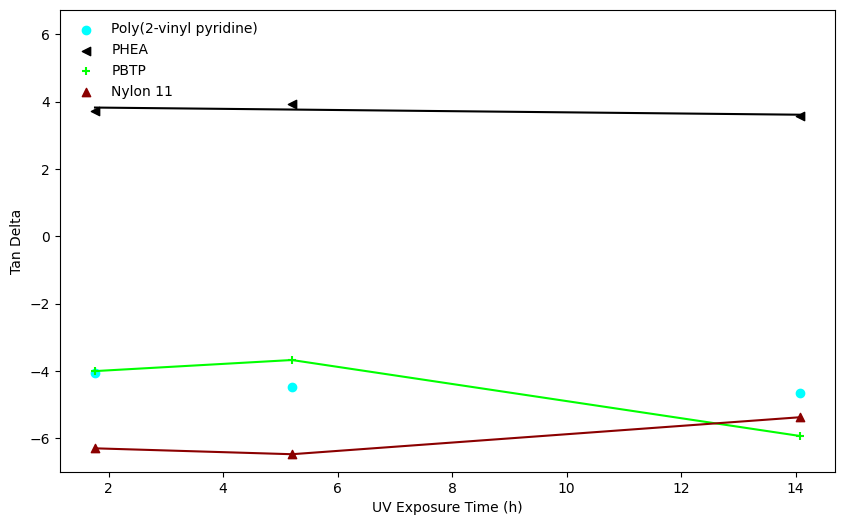 Poly(2-vinyl pyridine)
PHEA
PBTP
Nylon 11
6
4
2
0
−2
−4
−6
Tan Delta
2
4
6
8
10
12
14
UV Exposure Time (h)